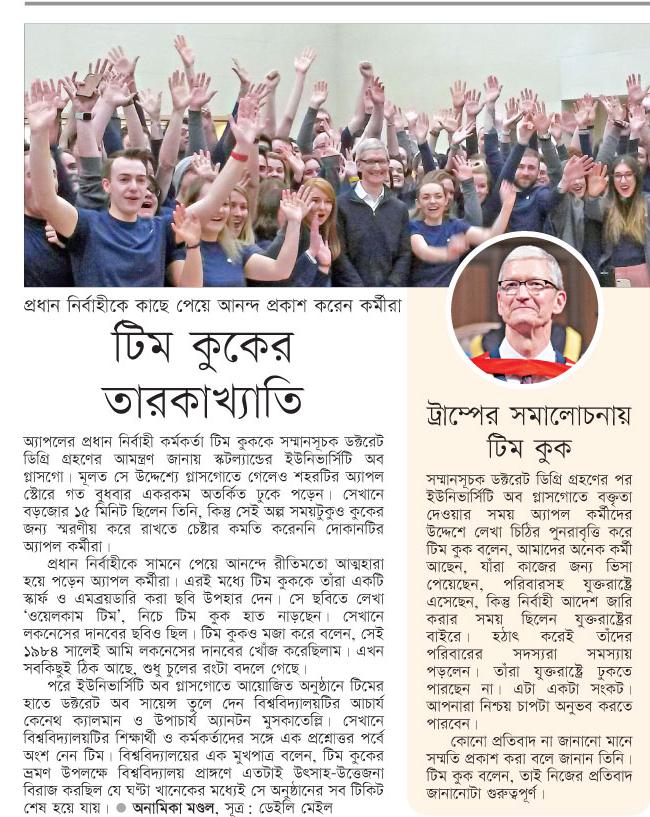 প্রধান নির্বাহীকে কাছে পেয়ে আনন্দ প্রকাশ করেন কর্মীরা
টিম কুকের
তারকাখ্যাতি
অ্যাপলের প্রধান নির্বাহী কর্মকর্তা টিম কুককে সম্মানসূচক ডক্টরেট
ডিগ্রি গ্রহণের আমন্ত্রণ জানায় স্কটল্যান্ডের ইউনিভার্সিটি অব
গ্লাসগো। মূলত সে উদ্দেশ্যে গ্লাসগোতে গেলেও শহরটির অ্যাপল
স্টোরে গত বুধবার একরকম অতর্কিত ঢুকে পড়েন। সেখানে
বড়জোর ১৫ মিনিট ছিলেন তিনি, কিন্তু সেই অল্প সময়টুকুও কুকের
জন্য স্মরণীয় করে রাখতে চেষ্টার কমতি করেননি দোকানটির
অ্যাপল কর্মীরা।
প্রধান নির্বাহীকে সামনে পেয়ে আনন্দে রীতিমতো আত্মহারা
হয়ে পড়েন অ্যাপল কর্মীরা। এরই মধ্যে টিম কুককে তাঁরা একটি
স্কার্ফ ও এমব্রয়ডারি করা ছবি উপহার দেন। সে ছবিতে লেখা
‘ওয়েলকাম টিম’, নিচে টিম কুক হাত নাড়ছেন। সেখানে
লকনেসের দানবের ছবিও ছিল। টিম কুকও মজা করে বলেন, সেই
১৯৮৪ সালেই আমি লকনেসের দানবের খোঁজ করেছিলাম। এখন
সবকিছুই ঠিক আছে, শুধু চুলের রংটা বদলে গেছে।
পরে ইউনিভার্সিটি অব গ্লাসগোতে আয়োজিত অনুষ্ঠানে টিমের
হাতে ডক্টরেট অব সায়েন্স তুলে দেন বিশ্ববিদ্যালয়টির আচার্য
কেনেথ ক্যালমান ও উপাচার্য অ্যানটন মুসকাতেল্লি। সেখানে
বিশ্ববিদ্যালয়টির শিক্ষার্থী ও কর্মকর্তাদের সঙ্গে এক প্রশ্নোত্তর পর্বে
অংশ নেন টিম। বিশ্ববিদ্যালয়ের এক মুখপাত্র বলেন, টিম কুকের
ভ্রমণ উপলক্ষে বিশ্ববিদ্যালয় প্রাঙ্গণে এতটাই উৎসাহ-উত্তেজনা
বিরাজ করছিল যে ঘণ্টা খানেকের মধ্যেই সে অনুষ্ঠানের সব টিকিট
শেষ হয়ে যায়। ● অনামিকা মণ্ডল, সূত্র : ডেইলি মেইল
ট্রাম্পের সমালোচনায়
টিম কুক
সম্মানসূচক ডক্টরেট ডিগ্রি গ্রহণের পর
ইউনিভার্সিটি অব গ্লাসগোতে বক্তৃতা
দেওয়ার সময় অ্যাপল কর্মীদের
উদ্দেশে লেখা চিঠির পুনরাবৃত্তি করে
টিম কুক বলেন, আমাদের অনেক কর্মী
আছেন, যাঁরা কাজের জন্য ভিসা
পেয়েছেন, পরিবারসহ যুক্তরাষ্ট্রে
এসেছেন, কিন্তু নির্বাহী আদেশ জারি
করার সময় ছিলেন যুক্তরাষ্ট্রের
বাইরে। হঠাৎ করেই তাঁদের
পরিবারের সদস্যরা সমস্যায়
পড়লেন। তাঁরা যুক্তরাষ্ট্রে ঢুকতে
পারছেন না। এটা একটা সংকট।
আপনারা নিশ্চয় চাপটা অনুভব করতে
পারবেন।
কোনো প্রতিবাদ না জানানো মানে
সম্মতি প্রকাশ করা বলে জানান তিনি।
টিম কুক বলেন, তাই নিজের প্রতিবাদ
জানানোটা গুরুত্বপূর্ণ।